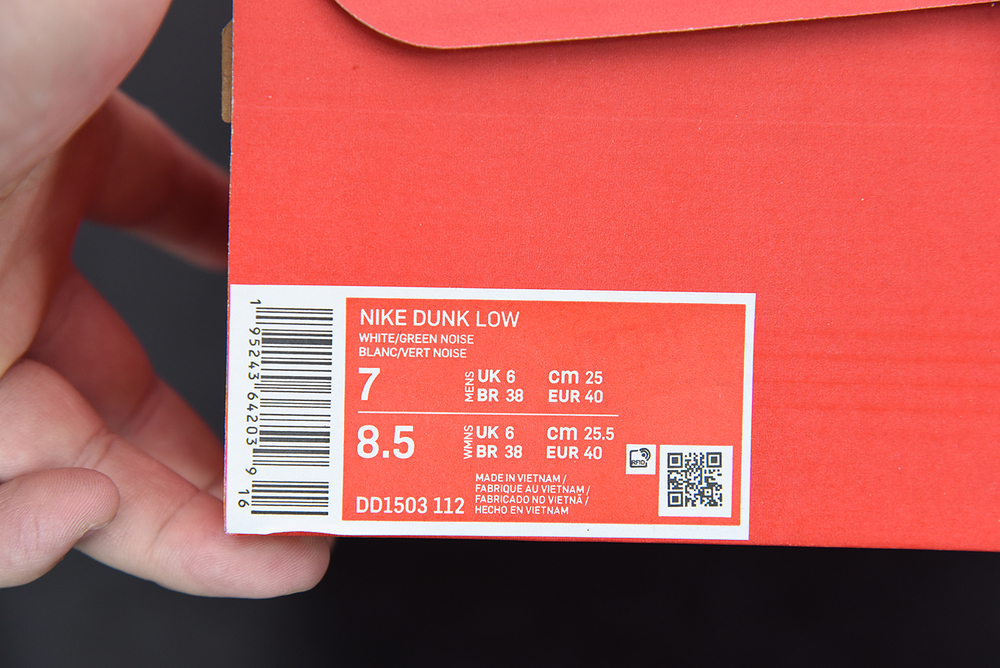 1 95243 64203 9
16
NIKE DUNK LOW
WHITE/GREEN NOISE
BLANC/VERT NOISE
7
MENS
UK 6 cm 25
BR 38 EUR 40
8.5
WMNS
UK 6 cm 25.5
BR 38 EUR 40
RFID
MADE IN VIETNAM /
FABRIQUE AU VIETNAM /
FABRICADO NO VIETNÃ /
HECHO EN VIETNAM
DD1503 112